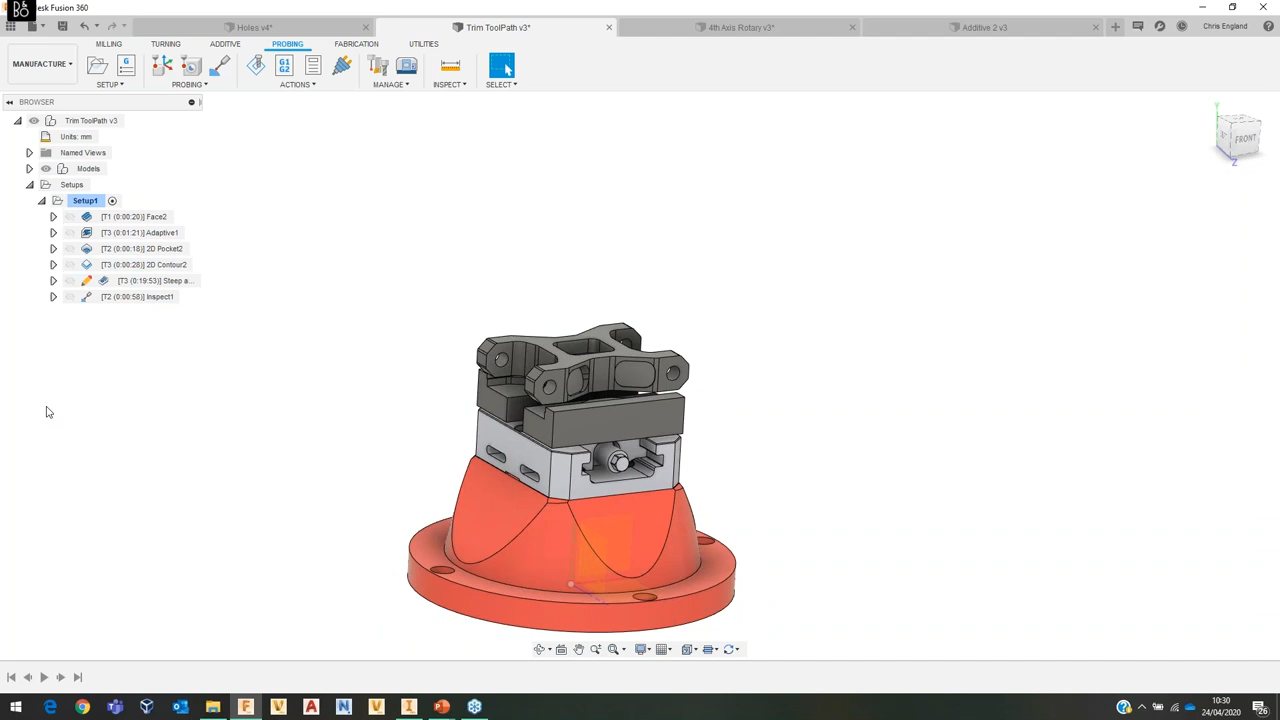 B&O
desk Fusion 360
Holes v4*
Trim ToolPath v3*
4th Axis Rotary v3*
Additive 2 v3
Chris England
MANUFACTURE
MILLING
TURNING
ADDITIVE
PROBING
FABRICATION
UTILITIES
G
G1
G2
SETUP
PROBING
ACTIONS
MANAGE
INSPECT
SELECT
BROWSER
Trim ToolPath v3
Units: mm
Named Views
Models
Setups
Setup1
[T1 (0:00:20)] Face2
[T3 (0:01:21)] Adaptive1
[T2 (0:00:18)] 2D Pocket2
[T3 (0:00:28)] 2D Contour2
[T3 (0:19:53)] Steep a...
[T2 (0:00:58)] Inspect1
Y
FRONT
Z
10:30
24/04/2020
26